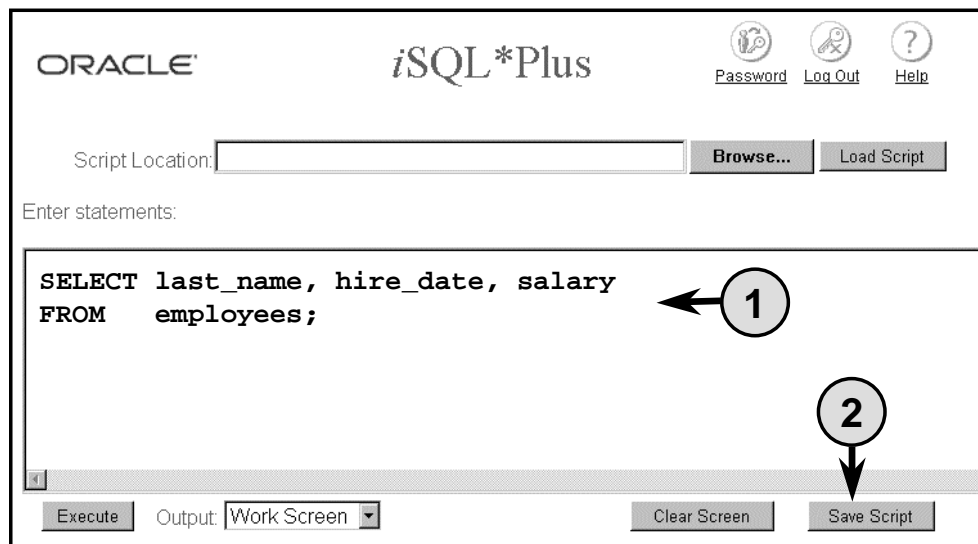 ORACLE iSQL*Plus
Password Log Out Help
Script Location: Browse... Load Script
Enter statements:
SELECT last_name, hire_date, salary
FROM employees;
1
2
Execute Output: Work Screen Clear Screen Save Script